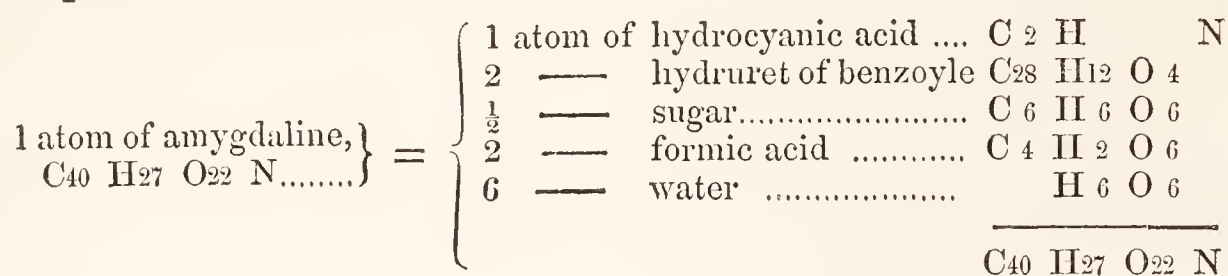 1 atom of hydrocyanic acid .... C 2 H N
2 — hydruret of benzoyle C28 H12 O 4
½ — sugar....................... C 6 H 6 O 6
1 atom of amygdaline,} =
2 — formic acid ............ C 4 H 2 O 6
C40 H27 O22 N........}
6 — water .................... H 6 O 6
C40 H27 O22 N